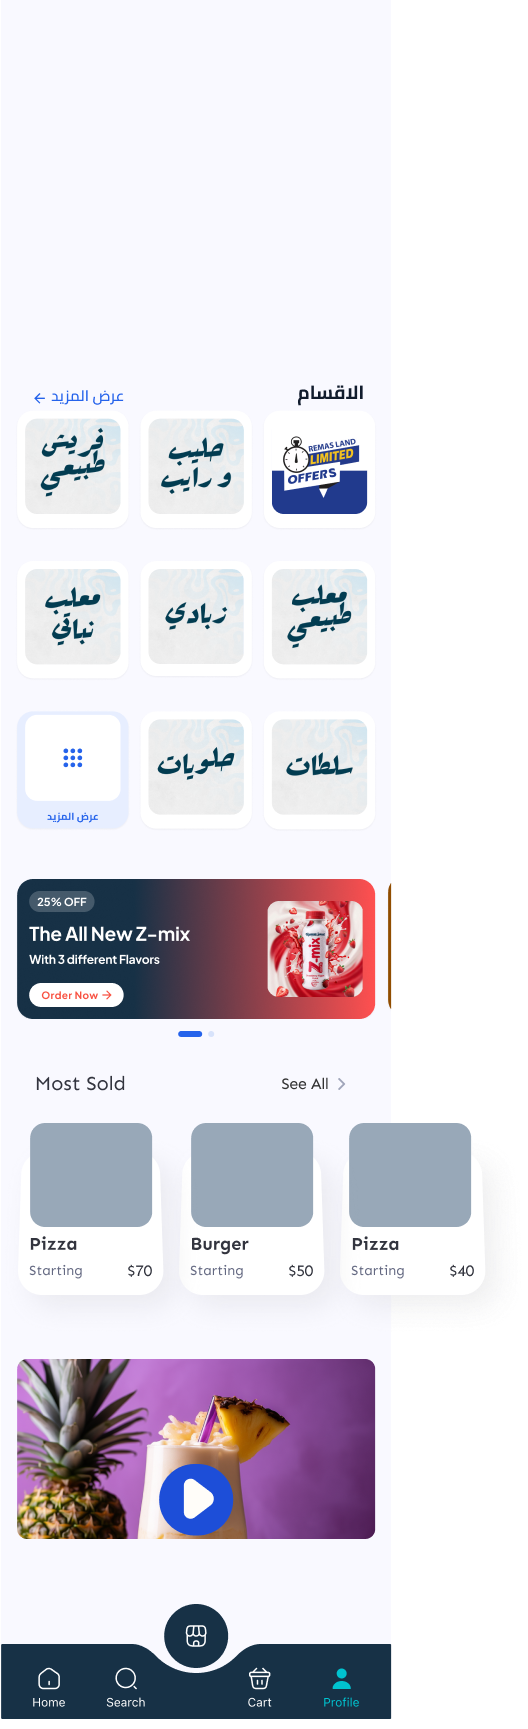 الاقسام
عرض المزيد
REMAS LAND
LIMITED
OFFERS
حليب
و رايب
فريش
طبيعي
معلب
طبيعي
زبادي
معلب
نباتي
سلطات
حلويات
عرض المزيد
25% OFF
The All New Z-mix
With 3 different Flavors
Order Now
Z-mix
Most Sold
See All
Pizza
Starting $70
Burger
Starting $50
Pizza
Starting $40
Home
Search
Cart
Profile